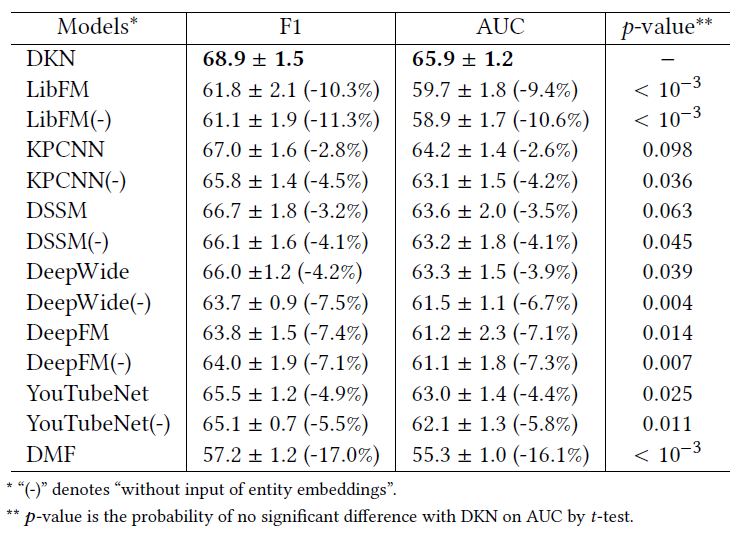 Models* F1 AUC p-value**
DKN 68.9 ± 1.5 65.9 ± 1.2 –
LibFM 61.8 ± 2.1 (-10.3%) 59.7 ± 1.8 (-9.4%) < 10⁻³
LibFM(-) 61.1 ± 1.9 (-11.3%) 58.9 ± 1.7 (-10.6%) < 10⁻³
KPCNN 67.0 ± 1.6 (-2.8%) 64.2 ± 1.4 (-2.6%) 0.098
KPCNN(-) 65.8 ± 1.4 (-4.5%) 63.1 ± 1.5 (-4.2%) 0.036
DSSM 66.7 ± 1.8 (-3.2%) 63.6 ± 2.0 (-3.5%) 0.063
DSSM(-) 66.1 ± 1.6 (-4.1%) 63.2 ± 1.8 (-4.1%) 0.045
DeepWide 66.0 ±1.2 (-4.2%) 63.3 ± 1.5 (-3.9%) 0.039
DeepWide(-) 63.7 ± 0.9 (-7.5%) 61.5 ± 1.1 (-6.7%) 0.004
DeepFM 63.8 ± 1.5 (-7.4%) 61.2 ± 2.3 (-7.1%) 0.014
DeepFM(-) 64.0 ± 1.9 (-7.1%) 61.1 ± 1.8 (-7.3%) 0.007
YouTubeNet 65.5 ± 1.2 (-4.9%) 63.0 ± 1.4 (-4.4%) 0.025
YouTubeNet(-) 65.1 ± 0.7 (-5.5%) 62.1 ± 1.3 (-5.8%) 0.011
DMF 57.2 ± 1.2 (-17.0%) 55.3 ± 1.0 (-16.1%) < 10⁻³
* “(-)” denotes “without input of entity embeddings”.
** p-value is the probability of no significant difference with DKN on AUC by t-test.